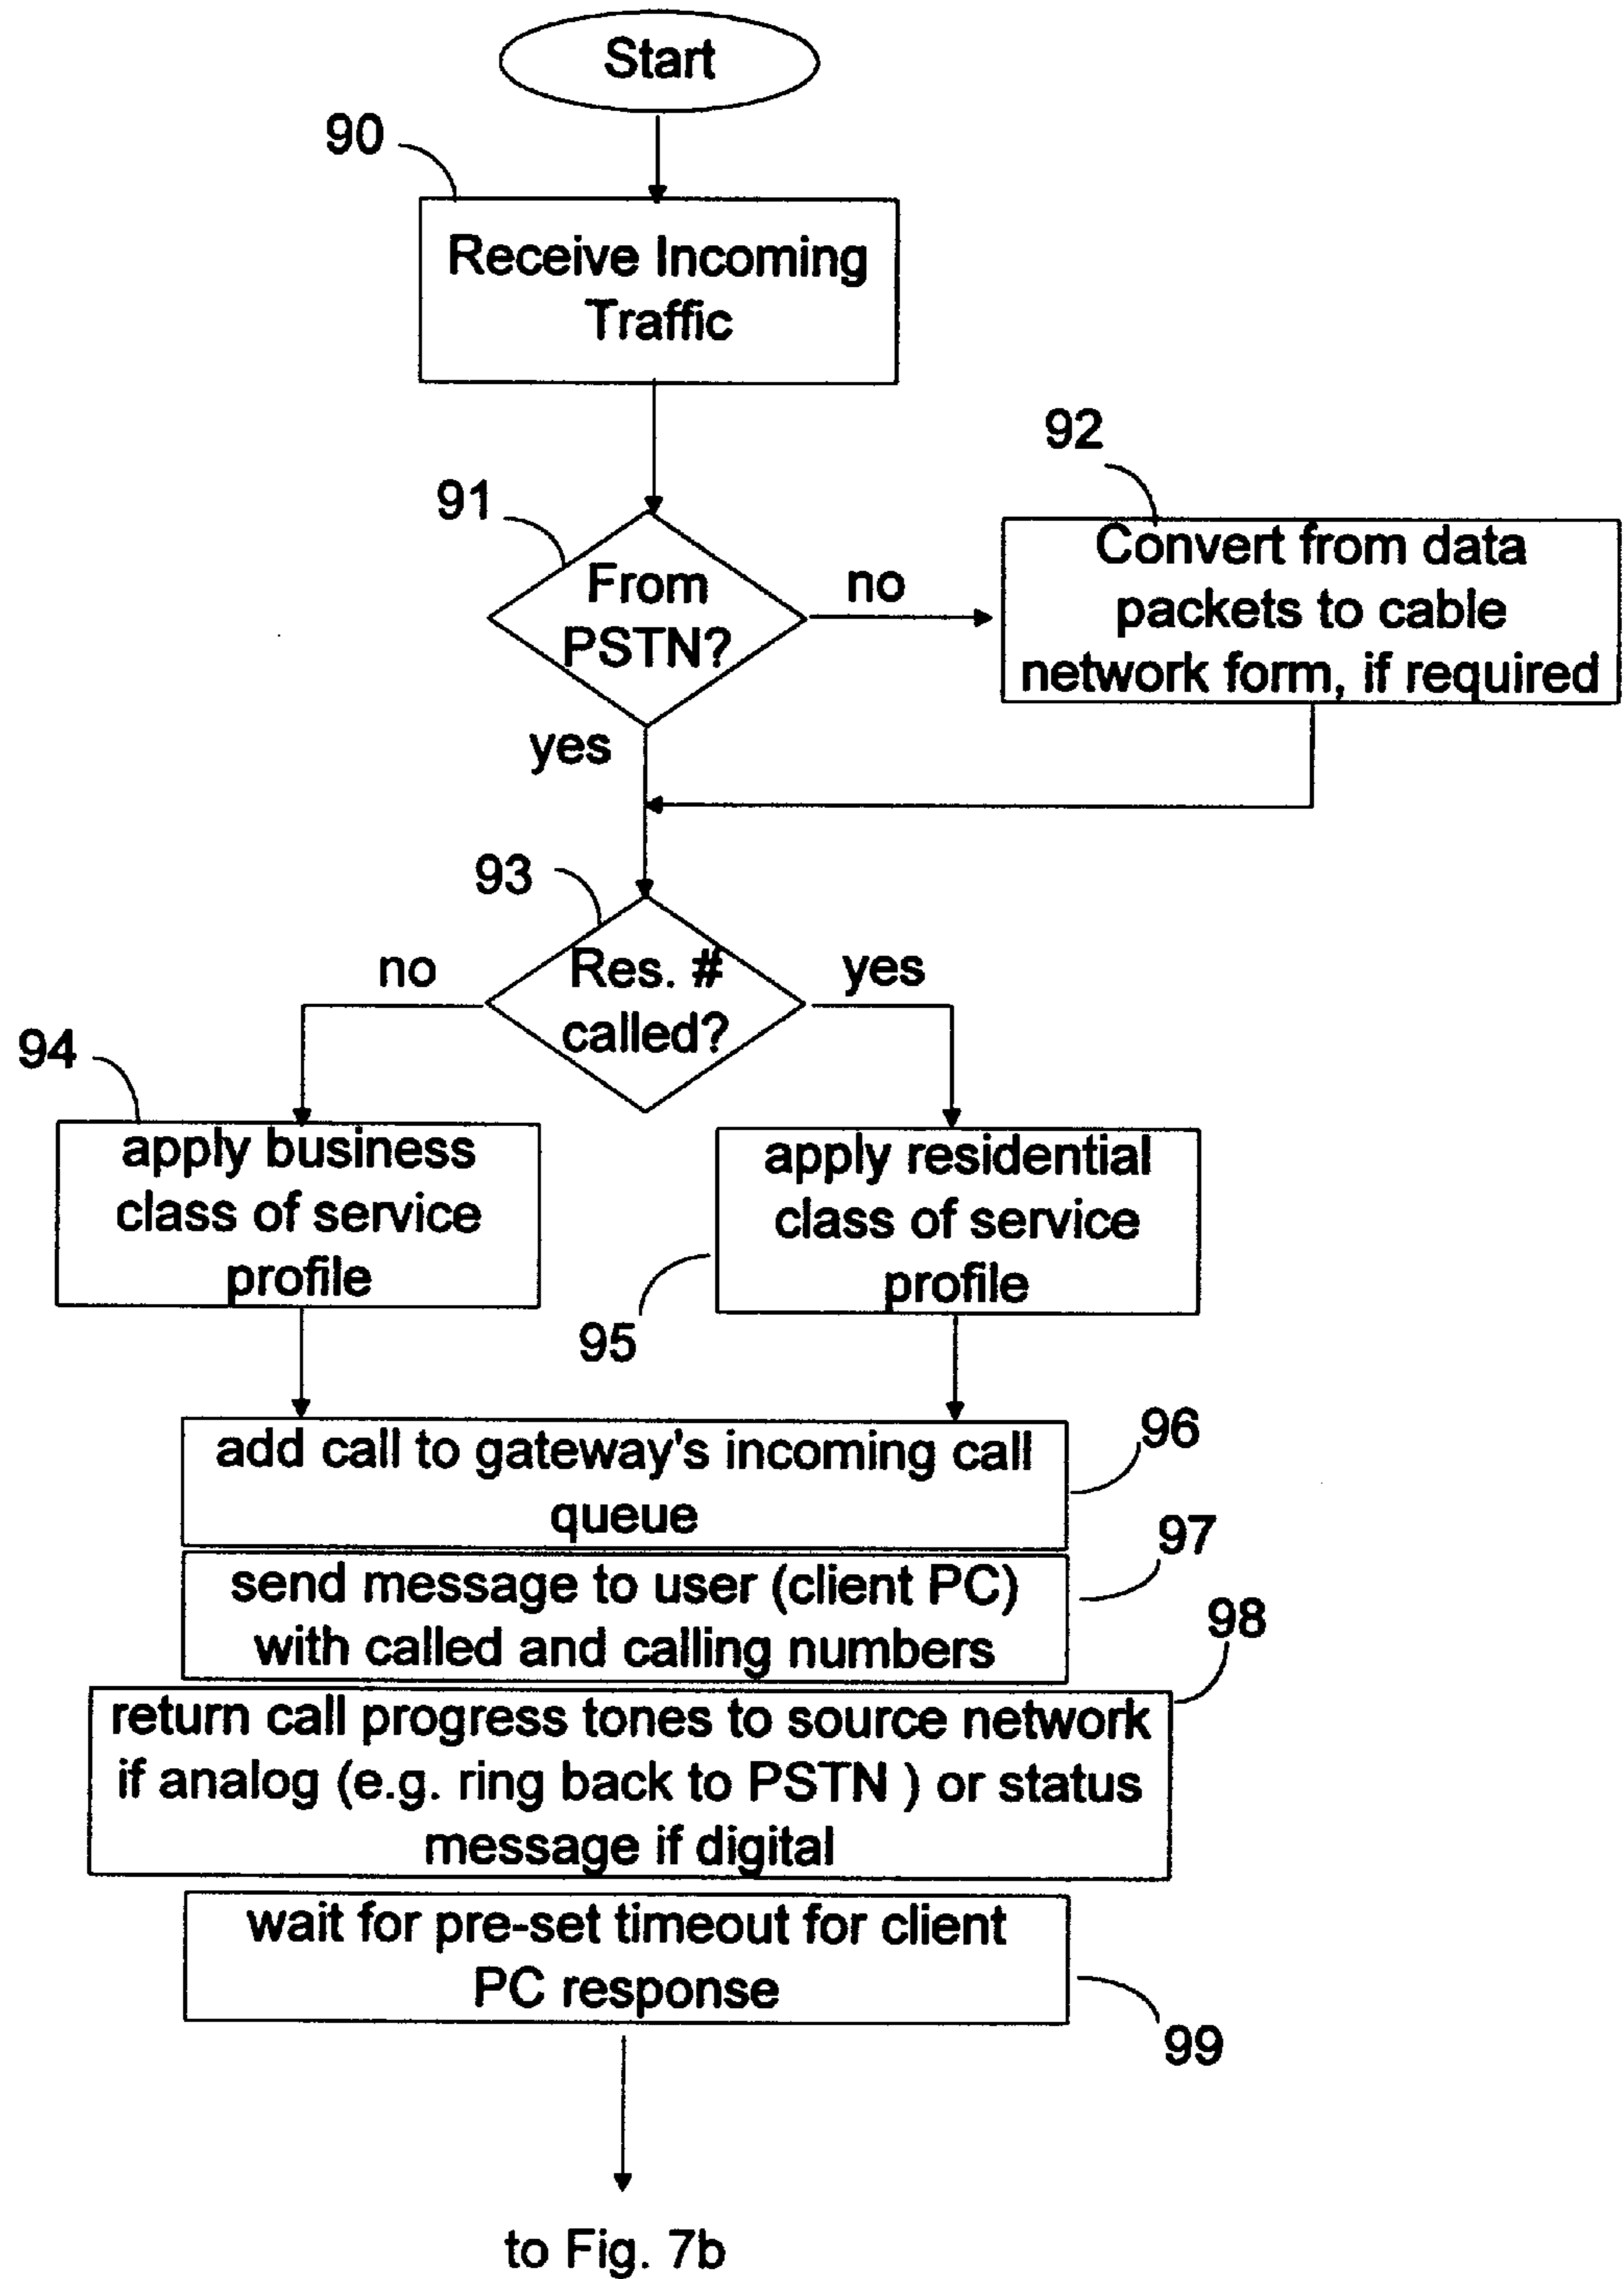 Start
90
Receive Incoming
Traffic
92
91
From
PSTN?
no
Convert from data
packets to cable
network form, if required
yes
93
no
Res. #
called?
yes
94
apply business
class of service
profile
apply residential
class of service
profile
95
add call to gateway's incoming call
queue
96
send message to user (client PC)
with called and calling numbers
97
98
return call progress tones to source network
if analog (e.g. ring back to PSTN ) or status
message if digital
wait for pre-set timeout for client
PC response
99
to Fig. 7b